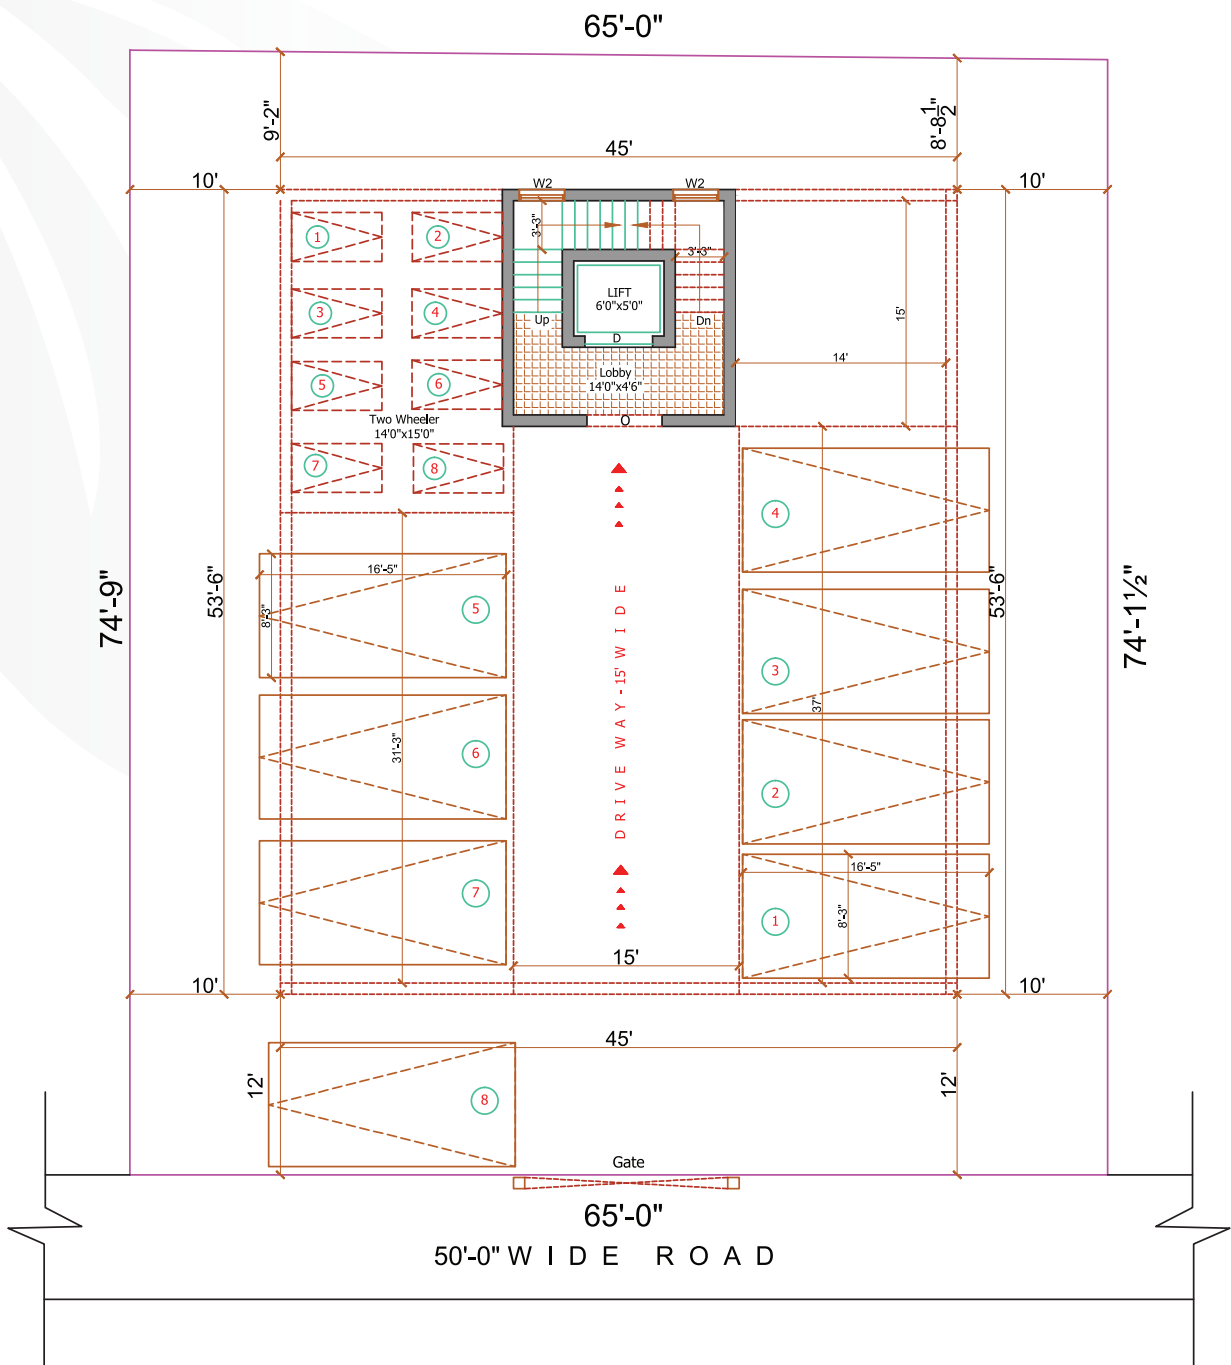 65'-0"
9'-2"
8'-8½"
45'
10'
10'
W2
W2
1
2
3'-3"
3'-3"
LIFT
6'0"x5'0"
3
4
Up
Dn
15'
D
14'
Lobby
14'0"x4'6"
5
6
Two Wheeler
14'0"x15'0"
O
7
8
4
74'-9"
53'-6"
16'-5"
8'-3"
5
53'-6"
74'-1½"
DRIVE WAY - 15' WIDE
3
37'
31'-3"
6
2
7
16'-5"
8'-3"
1
15'
10'
10'
45'
12'
8
12'
Gate
65'-0"
50'-0" WIDE ROAD